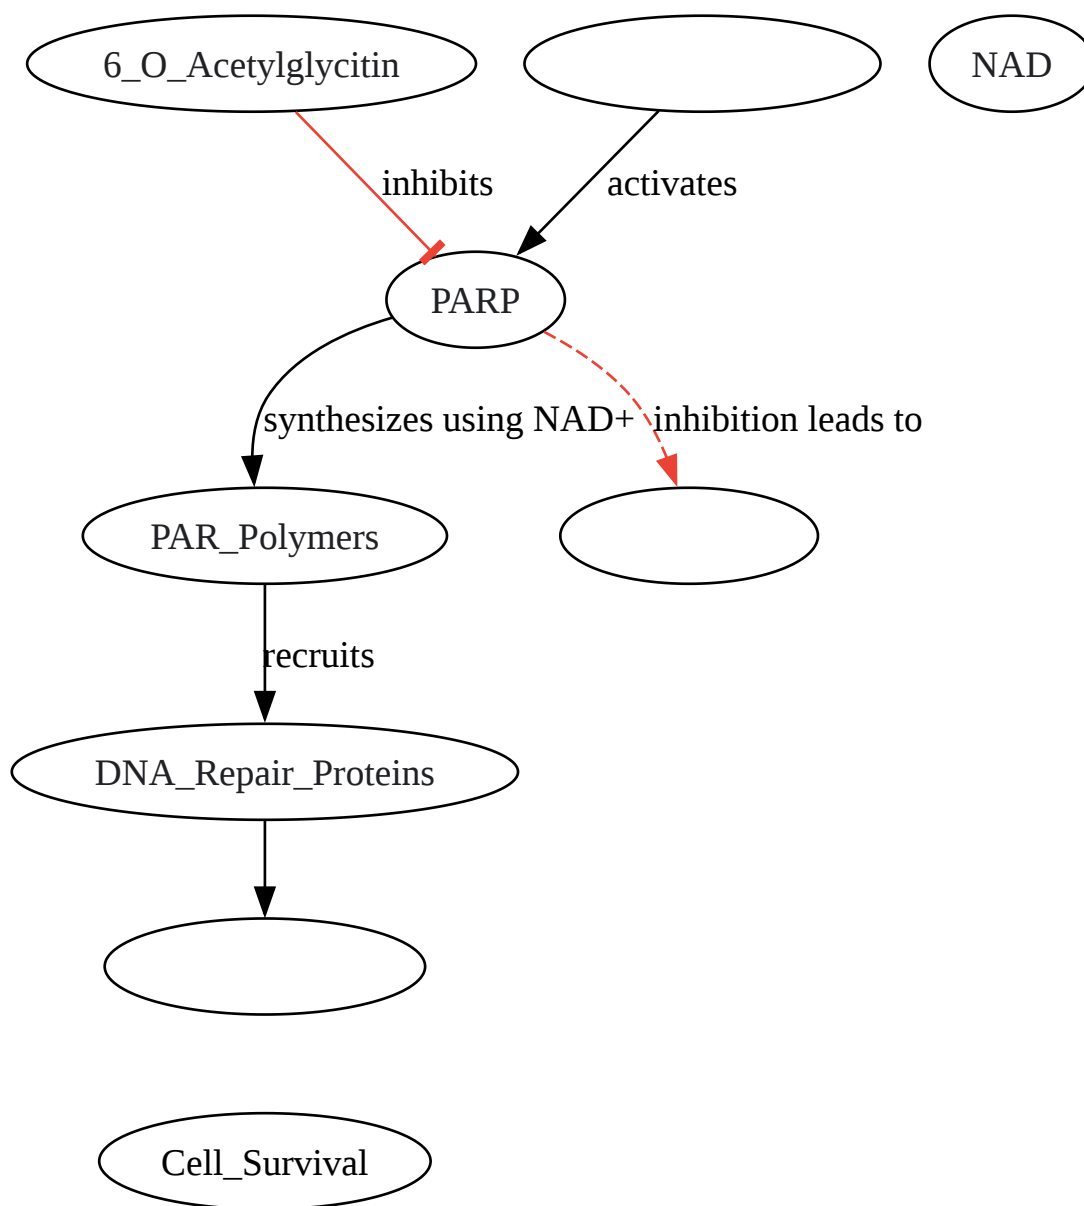 6_O_Acetylglycitin
NAD
inhibits
activates
PARP
synthesizes using NAD+
inhibition leads to
PAR_Polymers
recruits
DNA_Repair_Proteins
Cell_Survival